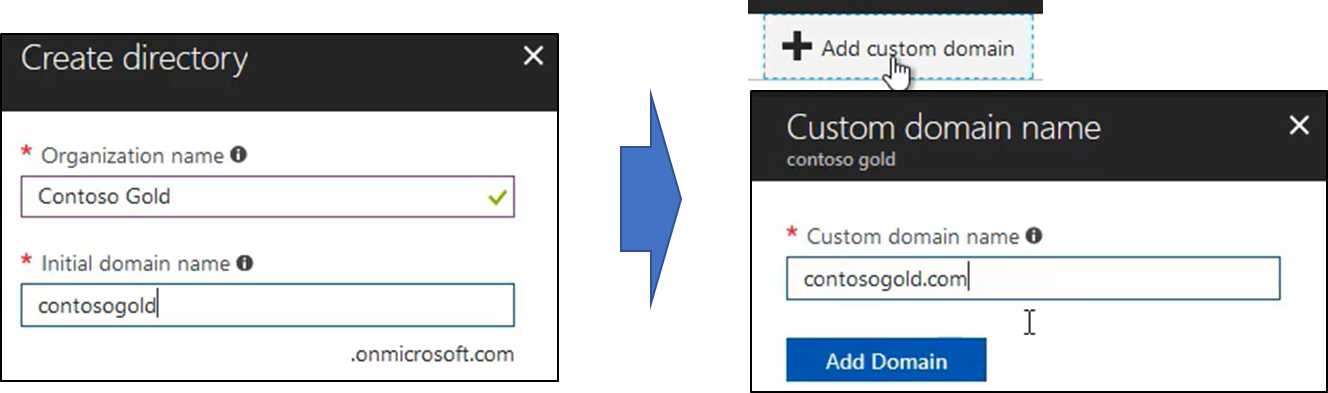 Create directory
* Organization name
Contoso Gold
* Initial domain name
contosogold
.onmicrosoft.com
Add custom domain
Custom domain name
contoso gold
* Custom domain name
contosogold.com
Add Domain